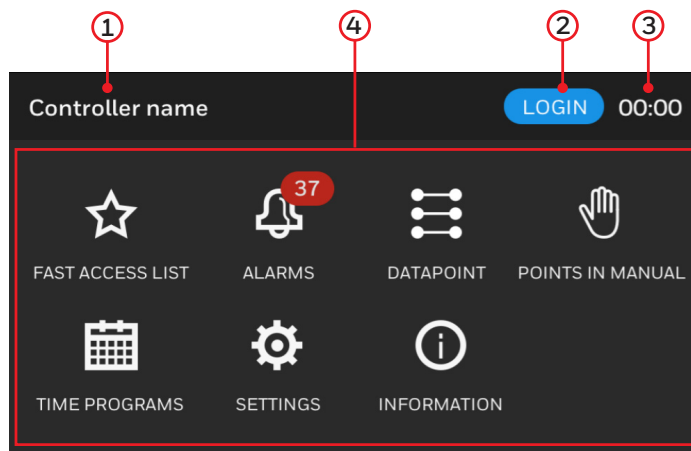 1 4 2 3
Controller name LOGIN 00:00
37
FAST ACCESS LIST ALARMS DATAPOINT POINTS IN MANUAL
TIME PROGRAMS SETTINGS INFORMATION